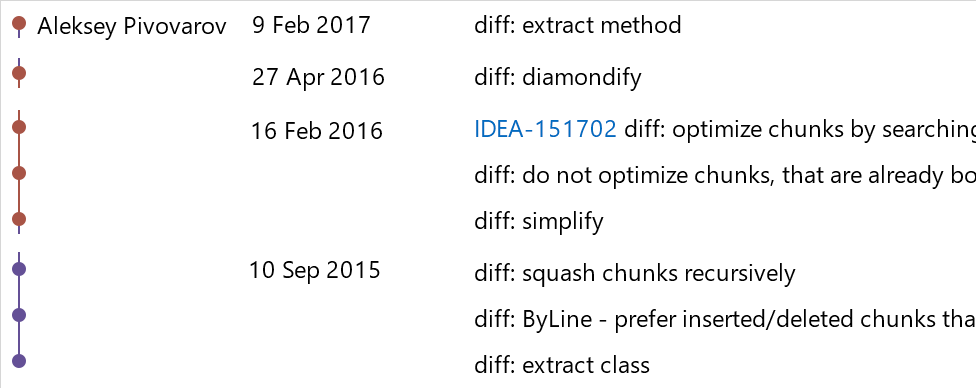 Aleksey Pivovarov 9 Feb 2017 diff: extract method
27 Apr 2016 diff: diamondify
16 Feb 2016 IDEA-151702 diff: optimize chunks by searching
diff: do not optimize chunks, that are already
diff: simplify
10 Sep 2015 diff: squash chunks recursively
diff: ByLine - prefer inserted/deleted chunks
diff: extract class